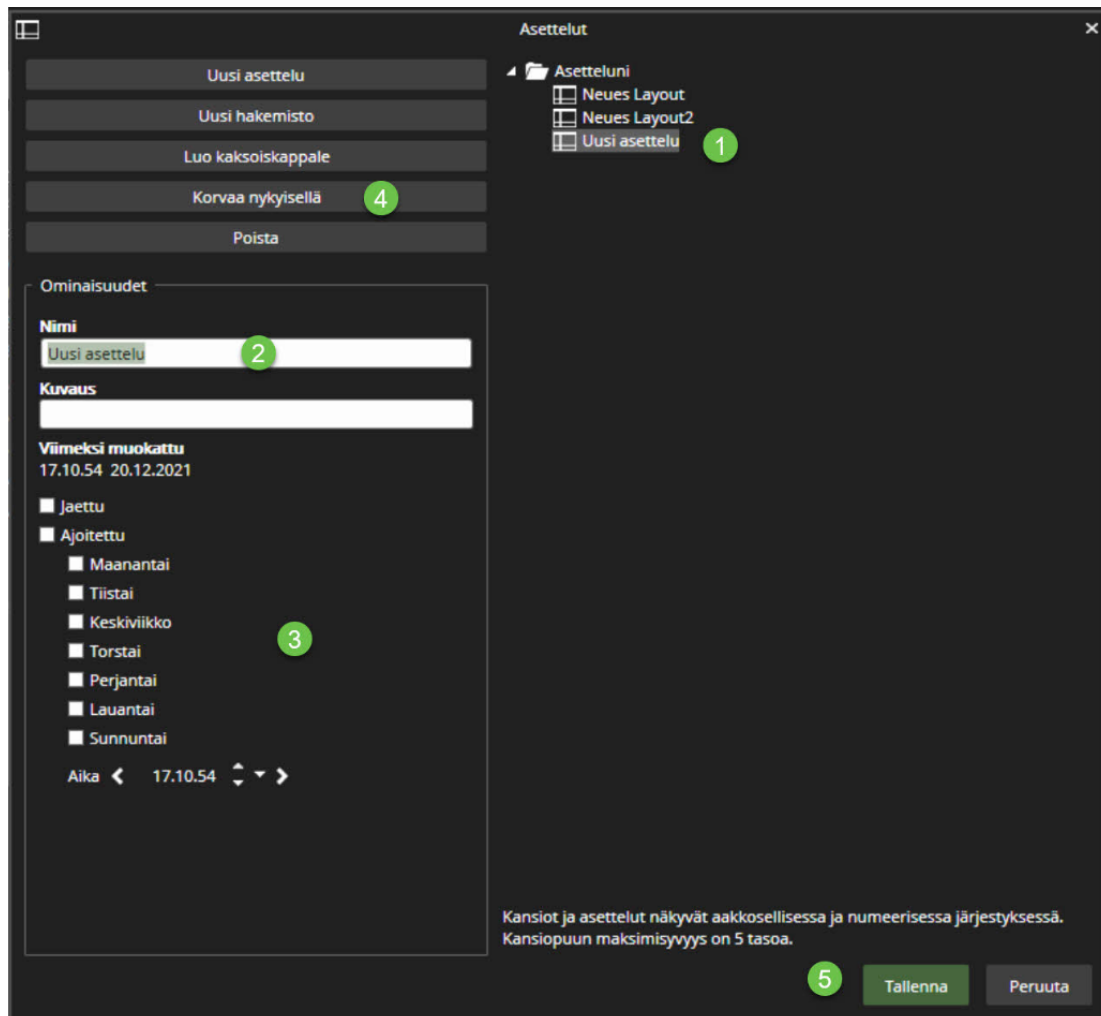 Asettelut
Uusi asettelu
Uusi hakemisto
Luo kaksoiskappale
Korvaa nykyisellä 4
Poista
Ominaisuudet
Nimi
Uusi asettelu 2
Kuvaus
Viimeksi muokattu
17.10.54 20.12.2021
Jaettu
Ajoitettu
Maanantai
Tiistai
Keskiviikko
3
Torstai
Perjantai
Lauantai
Sunnuntai
Aika 17.10.54
Asetteluni
Neues Layout
Neues Layout2
Uusi asettelu 1
Kansiot ja asettelut näkyvät aakkosellisessa ja numeerisessa järjestyksessä.
Kansiopuun maksimisyvyys on 5 tasoa.
5 Tallenna Peruuta